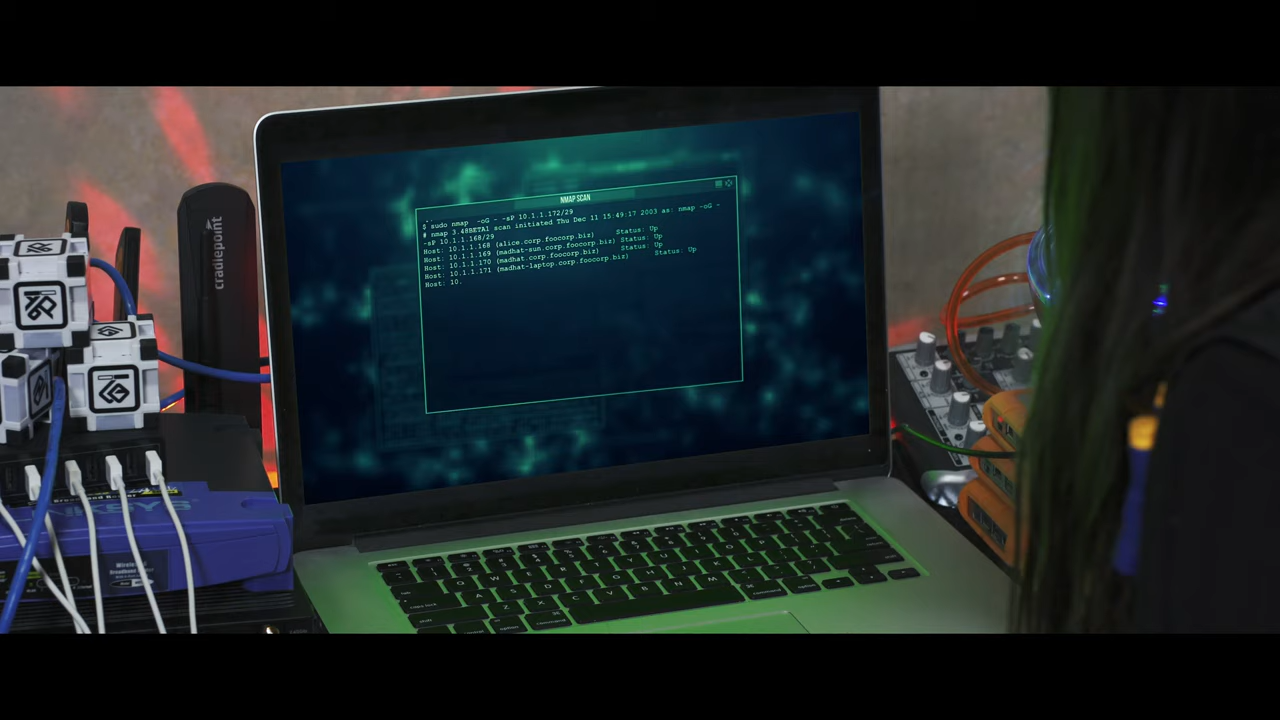 NMAP SCAN
$ sudo nmap -oG - -sP 10.1.1.172/29
# nmap 3.48BETA1 scan initiated Thu Dec 11 15:49:17 2003 as: nmap -oG -
-sP 10.1.1.168/29
Host: 10.1.1.168 (alice.corp.foocorp.biz) Status: Up
Host: 10.1.1.169 (madhat-sun.corp.foocorp.biz) Status: Up
Host: 10.1.1.170 (madhat.corp.foocorp.biz) Status: Up
Host: 10.1.1.171 (madhat-laptop.corp.foocorp.biz) Status: Up
Host: 10.
cradlepoint